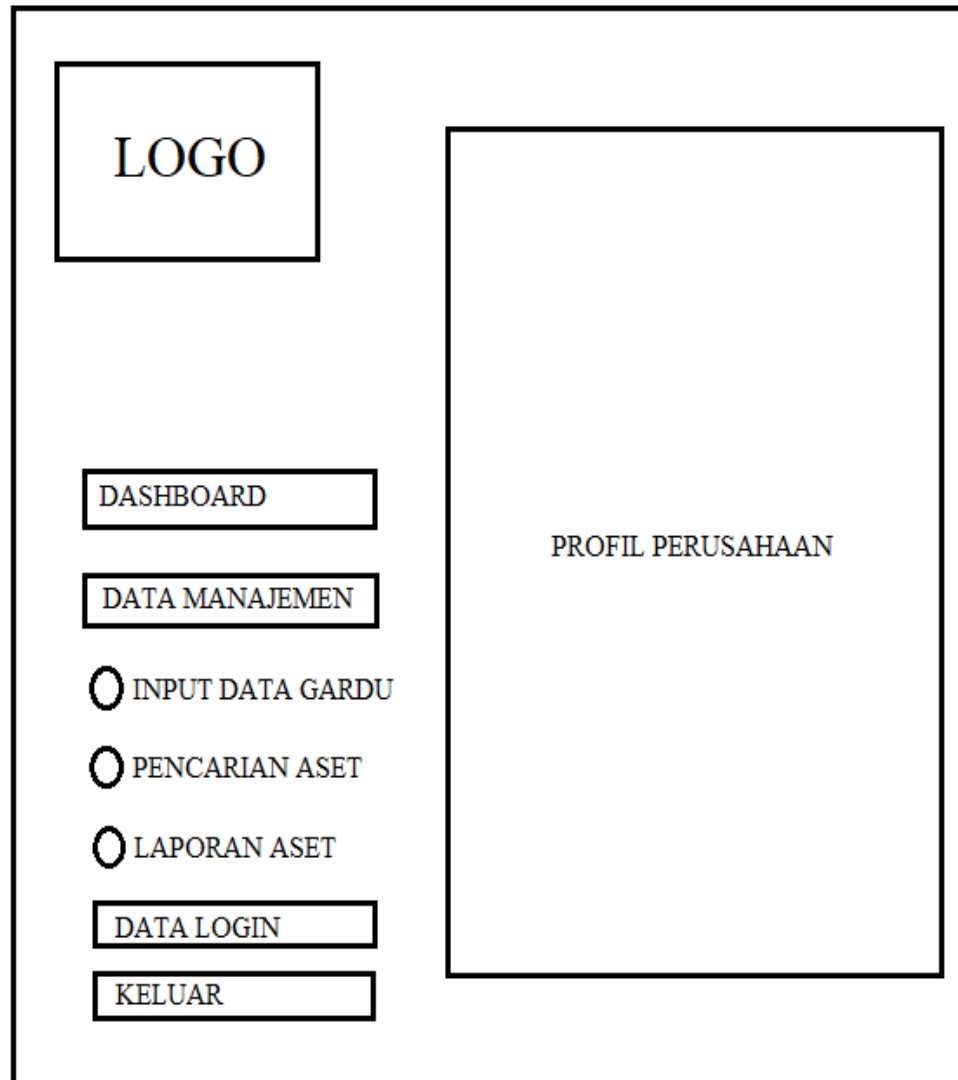 LOGO
DASHBOARD
DATA MANAJEMEN
INPUT DATA GARDU
PENCARIAN ASET
LAPORAN ASET
DATA LOGIN
KELUAR
PROFIL PERUSAHAAN